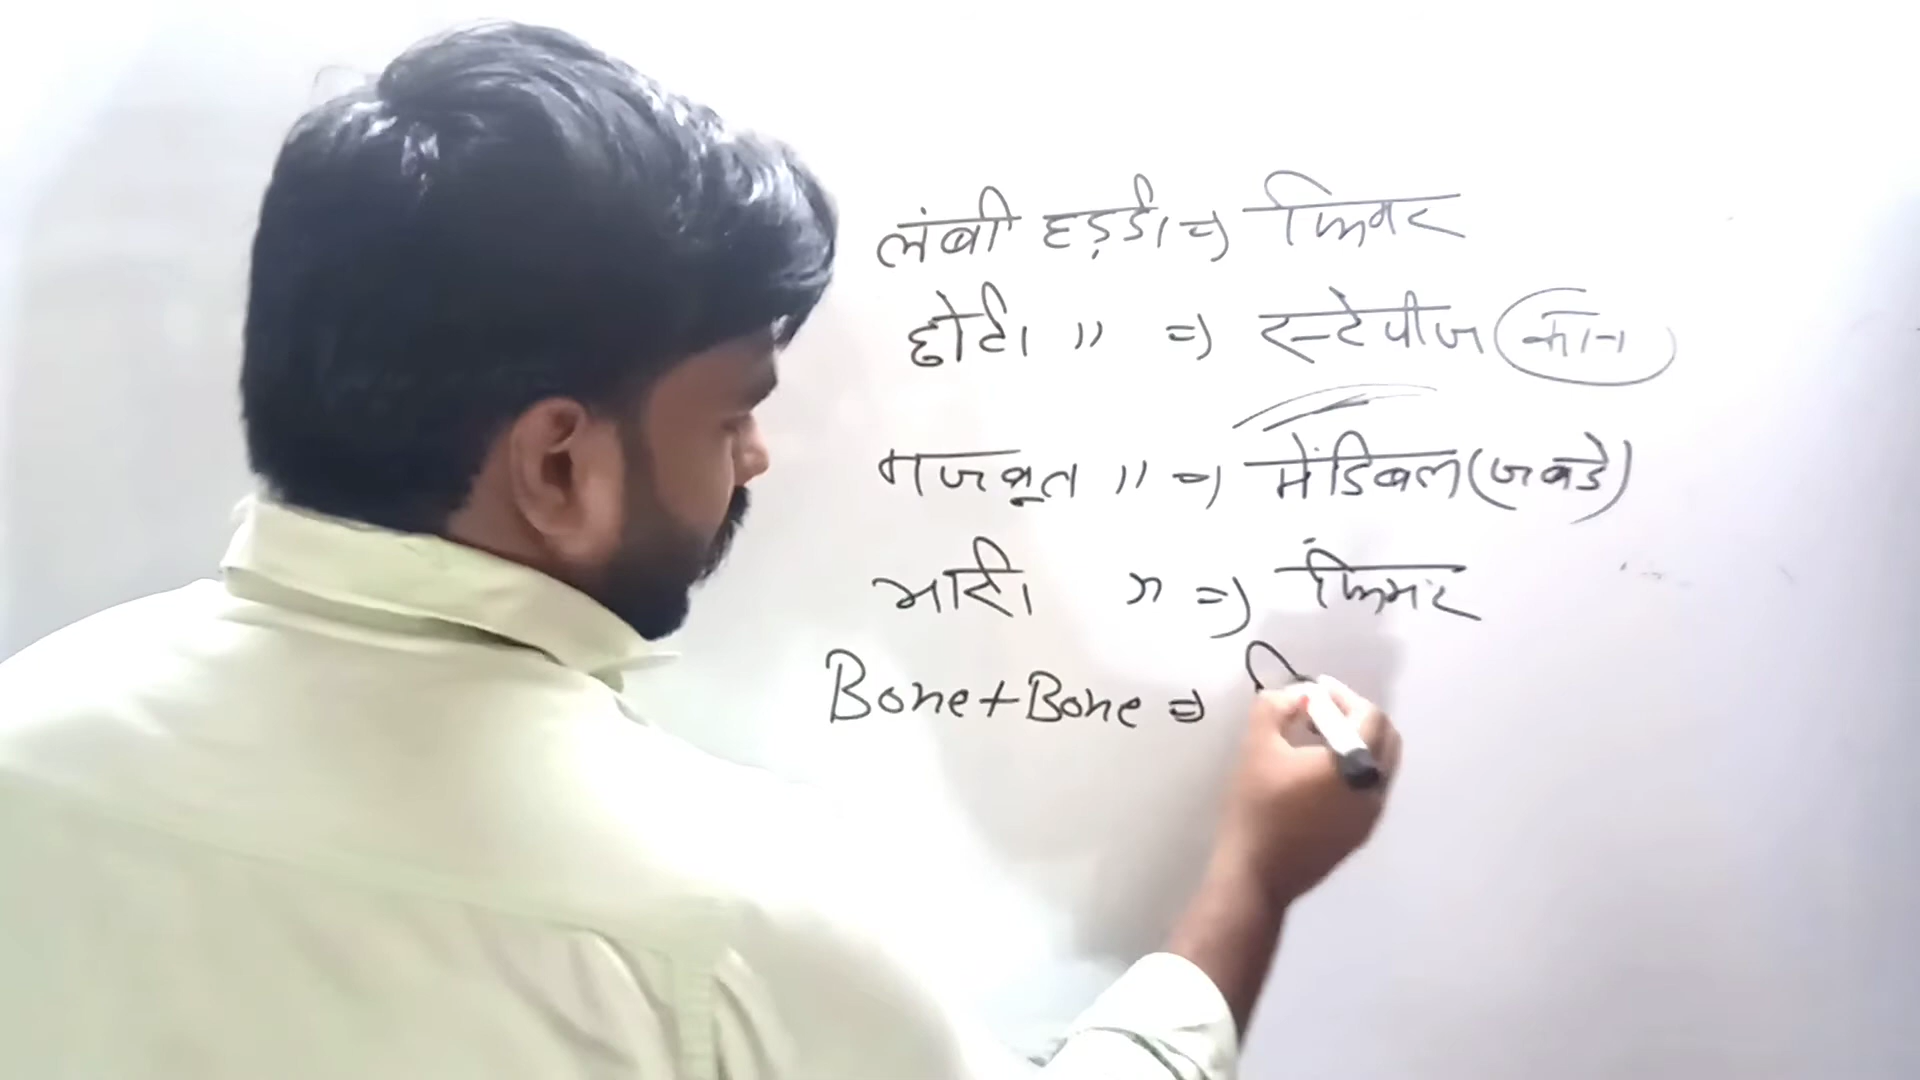 लंबी हड़डी => फिमर
छोटी " => स्टेपीज (कान)
मजबूत " => मेंडिबल (जबडे)
भारी " => फिमर
Bone + Bone =>